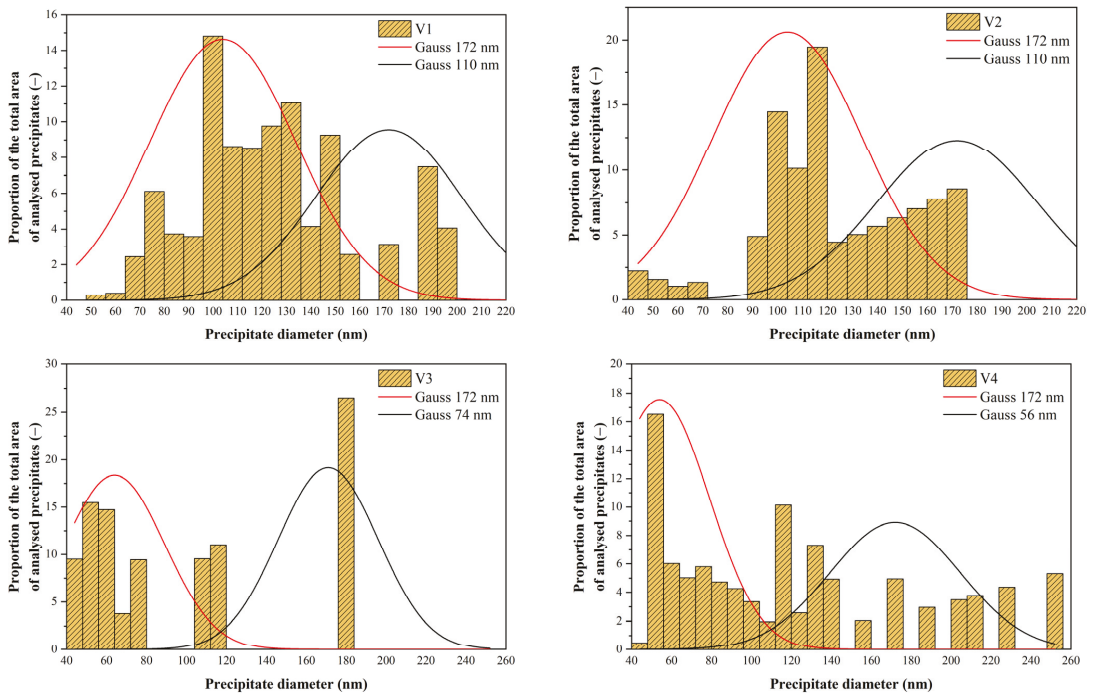 Proportion of the total area
of analysed precipitates (−)
16
14
12
10
8
6
4
2
0
V1
Gauss 172 nm
Gauss 110 nm
40 50 60 70 80 90 100 110 120 130 140 150 160 170 180 190 200 210 220
Precipitate diameter (nm)
Proportion of the total area
of analysed precipitates (−)
20
15
10
5
0
V2
Gauss 172 nm
Gauss 110 nm
40 50 60 70 80 90 100 110 120 130 140 150 160 170 180 190 200 210 220
Precipitate diameter (nm)
Proportion of the total area
of analysed precipitates (−)
30
25
20
15
10
5
0
V3
Gauss 172 nm
Gauss 74 nm
40 60 80 100 120 140 160 180 200 220 240 260
Precipitate diameter (nm)
Proportion of the total area
of analysed precipitates (−)
20
18
16
14
12
10
8
6
4
2
0
V4
Gauss 172 nm
Gauss 56 nm
40 60 80 100 120 140 160 180 200 220 240 260
Precipitate diameter (nm)